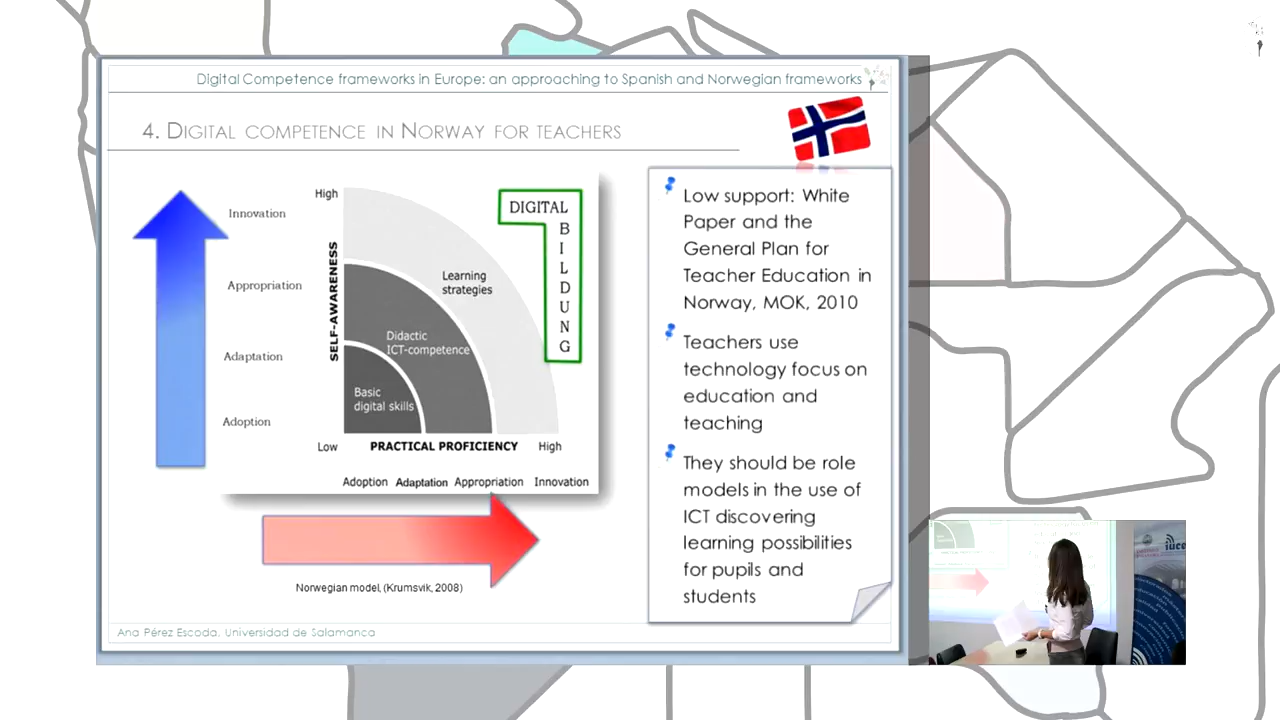 Digital Competence frameworks in Europe: an approaching to Spanish and Norwegian frameworks
4. DIGITAL COMPETENCE IN NORWAY FOR TEACHERS
Innovation
Appropriation
Adaptation
Adoption
High
SELF-AWARENESS
Low
Basic
digital skills
Didactic
ICT-competence
Learning
strategies
DIGITAL
BILDUNG
PRACTICAL PROFICIENCY
High
Adoption Adaptation Appropriation Innovation
Norwegian model, (Krumsvik, 2008)
Low support: White
Paper and the
General Plan for
Teacher Education in
Norway, MOK, 2010
Teachers use
technology focus on
education and
teaching
They should be role
models in the use of
ICT discovering
learning possibilities
for pupils and
students
Ana Pérez Escoda. Universidad de Salamanca
iuce